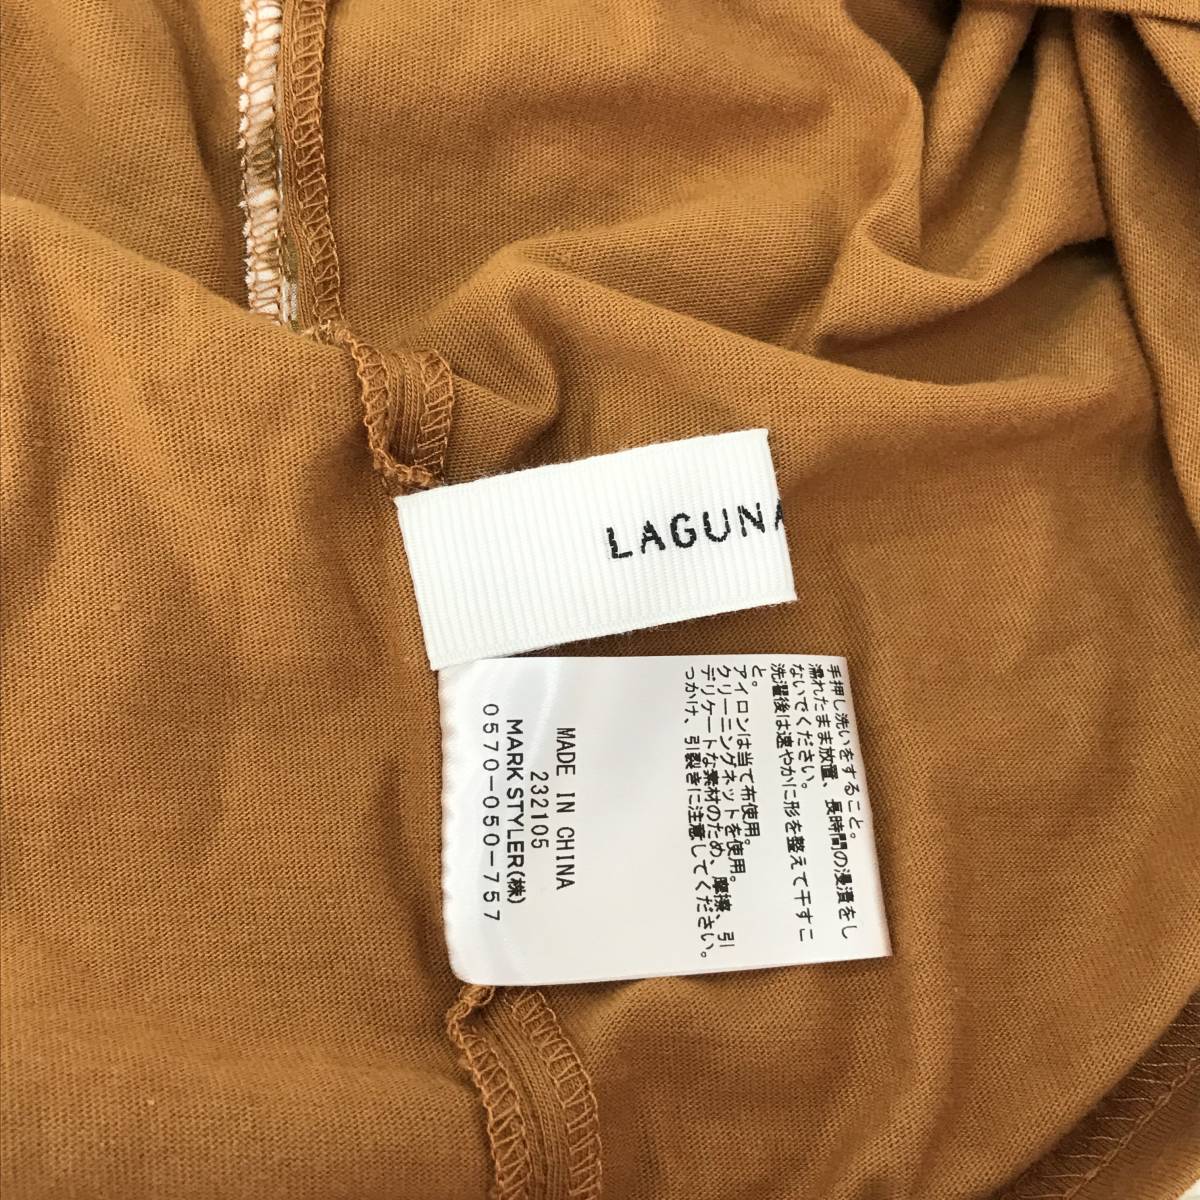 LAGUNA
手押し洗いをすること。
濡れたまま放置、長時間の浸漬をし
ないでください。
洗濯後は速やかに形を整えて干すこ
と。
アイロンは当て布使用。
クリーニングネットを使用。
デリケートな素材のため、摩擦、引
っかけ、引裂きに注意してください。
MADE IN CHINA
232105
MARK STYLER(株)
0570-050-757